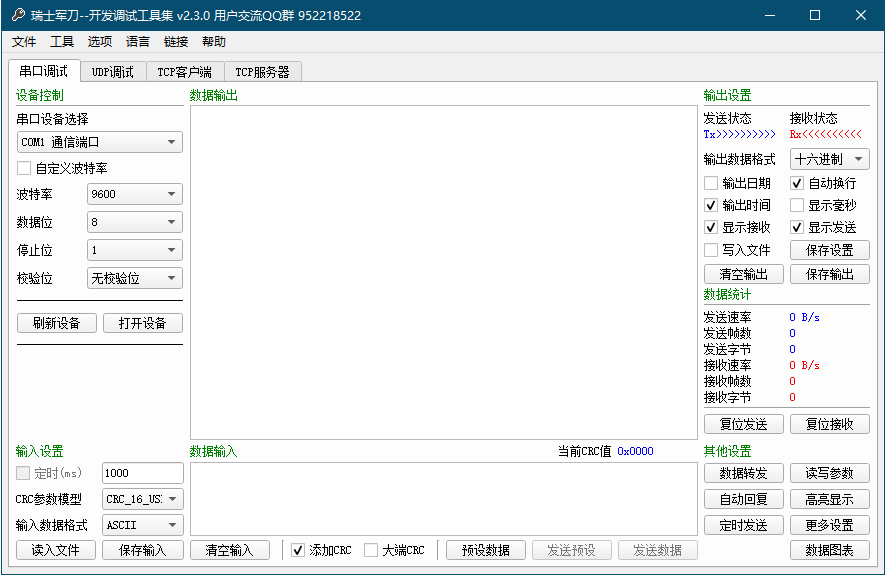 瑞士军刀--开发调试工具集 v2.3.0 用户交流QQ群 952218522
文件 工具 选项 语言 链接 帮助
串口调试 UDP调试 TCP客户端 TCP服务器
设备控制
串口设备选择
COM1 通信端口
自定义波特率
波特率 9600
数据位 8
停止位 1
校验位 无校验位
刷新设备 打开设备
输入设置
定时(ms) 1000
CRC参数模型 CRC_16_US
输入数据格式 ASCII
读入文件 保存输入
数据输出
数据输入 当前CRC值 0x0000
清空输入 添加CRC 大端CRC 预设数据 发送预设 发送数据
输出设置
发送状态 接收状态
Tx>>>>>>>>>> Rx<<<<<<<<<<
输出数据格式 十六进制
输出日期 自动换行
输出时间 显示毫秒
显示接收 显示发送
写入文件 保存设置
清空输出 保存输出
数据统计
发送速率 0 B/s
发送帧数 0
发送字节 0
接收速率 0 B/s
接收帧数 0
接收字节 0
复位发送 复位接收
其他设置
数据转发 读写参数
自动回复 高亮显示
定时发送 更多设置
数据图表